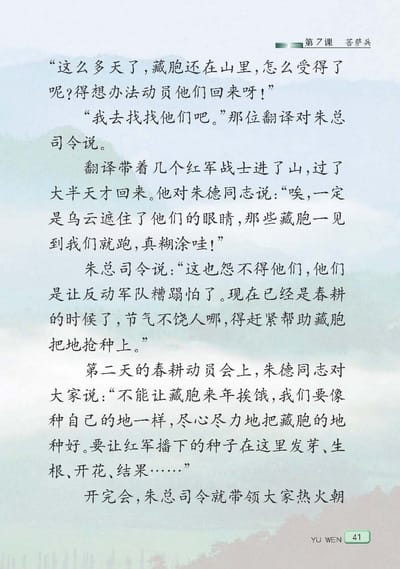 第7课 菩萨兵
“这么多天了,藏胞还在山里,怎么受得了
呢?得想办法动员他们回来呀!”
“我去找找他们吧。”那位翻译对朱总
司令说。
翻译带着几个红军战士进了山,过了
大半天才回来。他对朱德同志说:“唉,一定
是乌云遮住了他们的眼睛,那些藏胞一见
到我们就跑,真糊涂哇!”
朱总司令说:“这也怨不得他们,他们
是让反动军队糟蹋怕了。现在已经是春耕
的时候了,节气不饶人哪,得赶紧帮助藏胞
把地抢种上。”
第二天的春耕动员会上,朱德同志对
大家说:“不能让藏胞来年挨饿,我们要像
种自己的地一样,尽心尽力地把藏胞的地
种好。要让红军播下的种子在这里发芽、生
根、开花、结果……”
开完会,朱总司令就带领大家热火朝
YU WEN 41